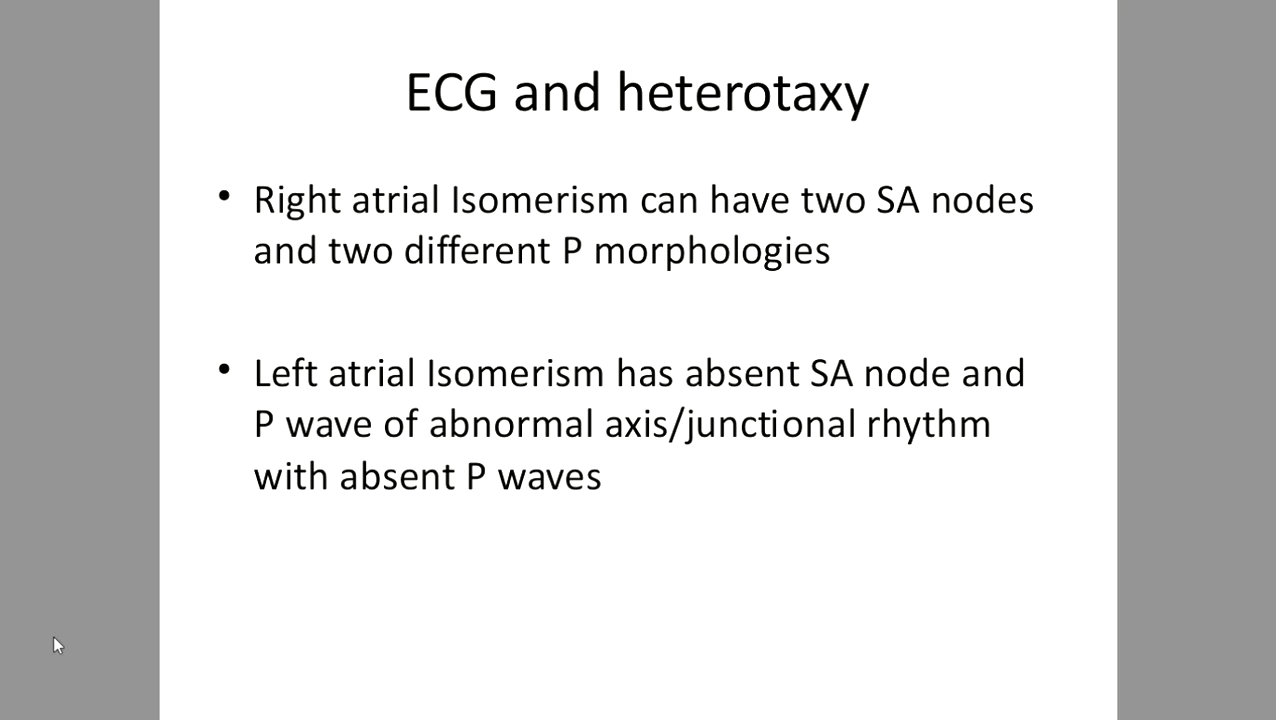 ECG and heterotaxy
• Right atrial Isomerism can have two SA nodes
and two different P morphologies
• Left atrial Isomerism has absent SA node and
P wave of abnormal axis/junctional rhythm
with absent P waves